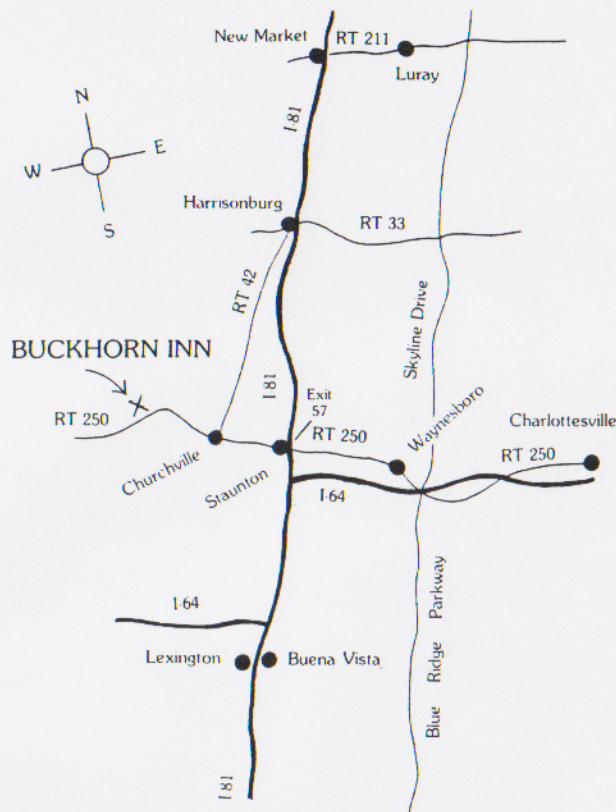 New Market
RT 211
Luray
I-81
N
W
E
S
Harrisonburg
RT 33
RT 42
Skyline Drive
BUCKHORN INN
I-81
Exit
57
RT 250
RT 250
Waynesboro
Charlottesville
RT 250
Churchville
Staunton
I-64
I-64
Blue Ridge Parkway
Lexington
Buena Vista
I-81